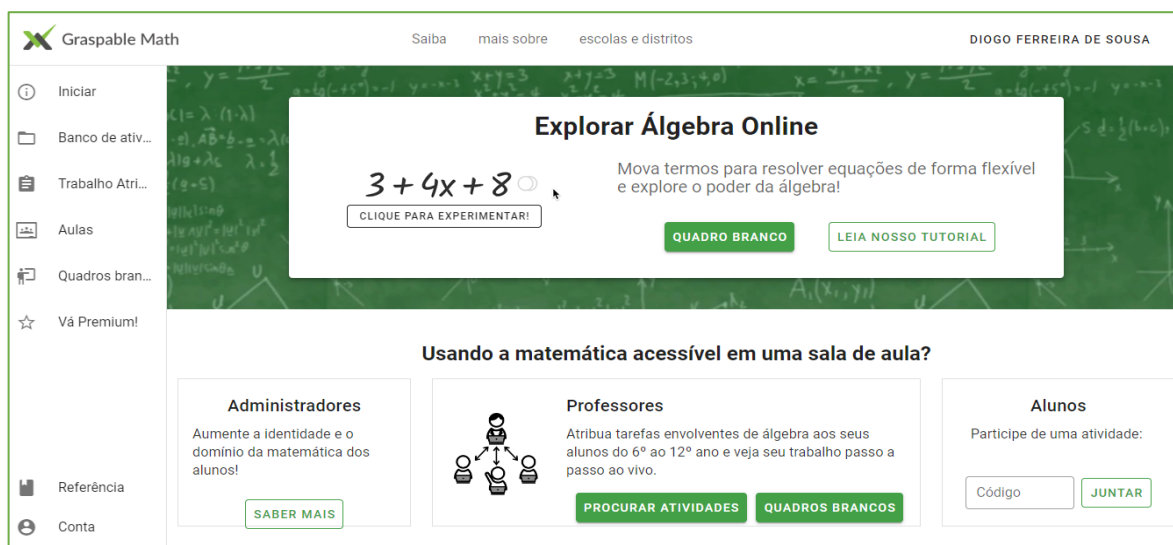 Graspable Math
Saiba mais sobre escolas e distritos
DIOGO FERREIRA DE SOUSA
Iniciar
Banco de ativ...
Trabalho Atri...
Aulas
Quadros bran...
Vá Premium!
Referência
Conta
Explorar Álgebra Online
3 + 4x + 8
CLIQUE PARA EXPERIMENTAR!
Mova termos para resolver equações de forma flexível
e explore o poder da álgebra!
QUADRO BRANCO
LEIA NOSSO TUTORIAL
Usando a matemática acessível em uma sala de aula?
Administradores
Aumente a identidade e o
domínio da matemática dos
alunos!
SABER MAIS
Professores
Atribua tarefas envolventes de álgebra aos seus
alunos do 6º ao 12º ano e veja seu trabalho passo a
passo ao vivo.
PROCURAR ATIVIDADES
QUADROS BRANCOS
Alunos
Participe de uma atividade:
Código
JUNTAR